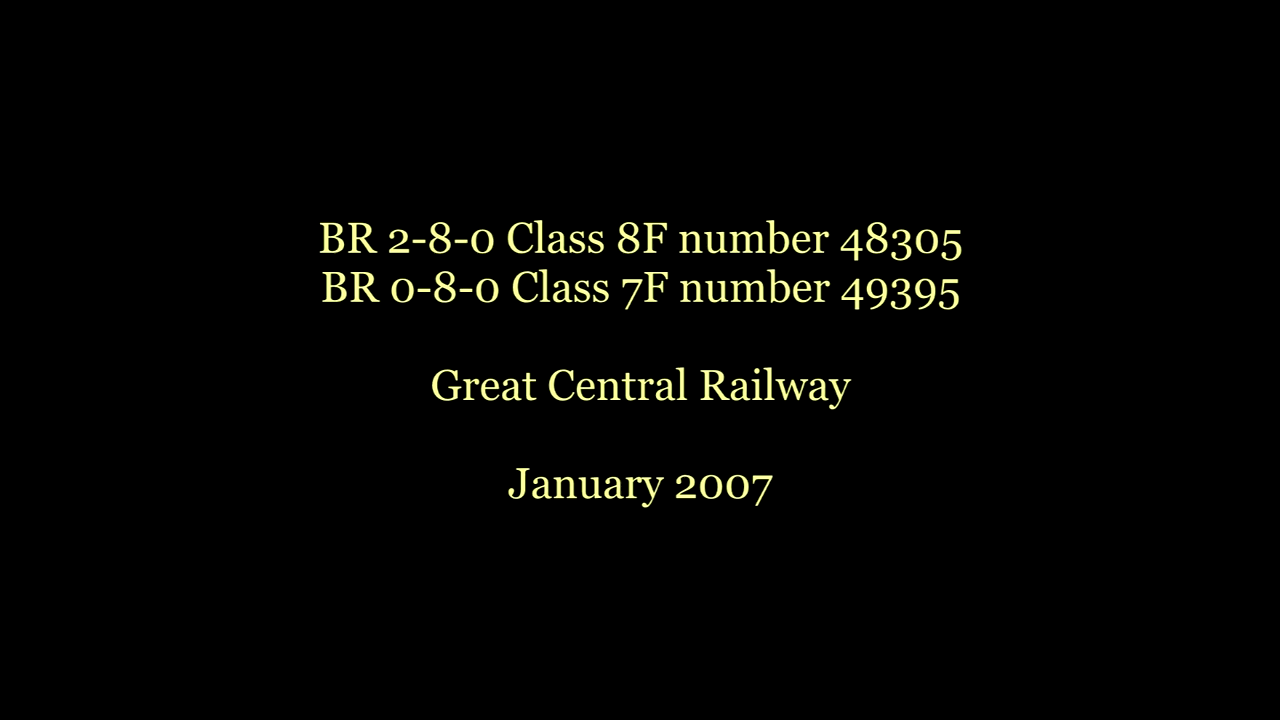 BR 2-8-0 Class 8F number 48305
BR 0-8-0 Class 7F number 49395
Great Central Railway
January 2007